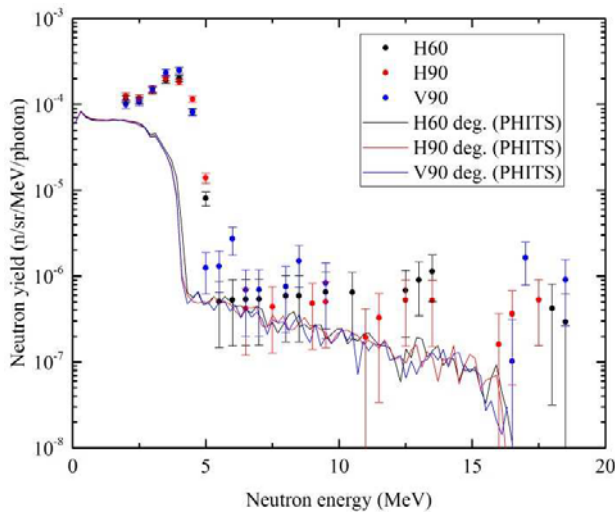 Neutron yield (n/sr/MeV/photon)
10⁻³
10⁻⁴
10⁻⁵
10⁻⁶
10⁻⁷
10⁻⁸
H60
H90
V90
H60 deg. (PHITS)
H90 deg. (PHITS)
V90 deg. (PHITS)
0 5 10 15 20
Neutron energy (MeV)